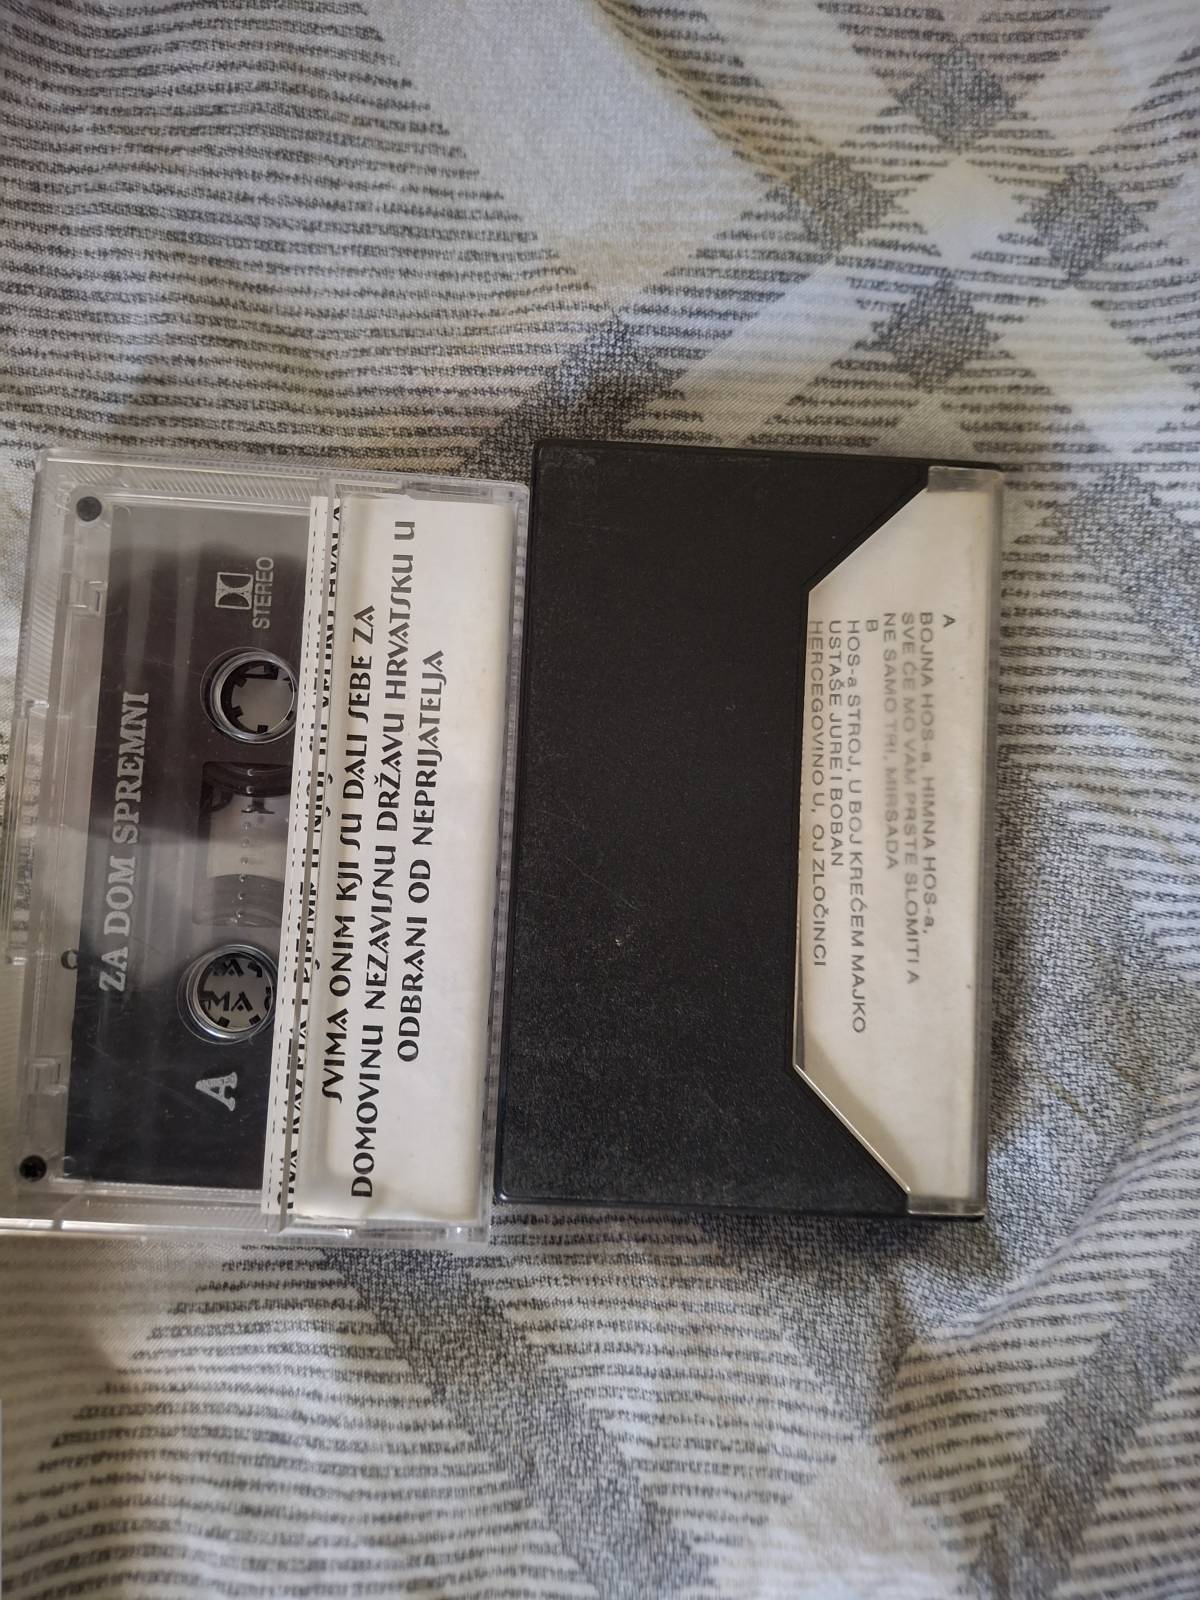 ZA DOM SPREMNI
STEREO
A
MA
SVIMA ONIM KJI SU DALI SEBE ZA
DOMOVINU NEZAVISNU DRŽAVU HRVATSKU U
ODBRANI OD NEPRIJATELJA
A
BOJNA HOS-a, HIMNA HOS-a,
SVE ĆE MO VAM PRSTE SLOMITI A
NE SAMO TRI, MIRSADA
B
HOS-a STROJ, U BOJ KREĆEM MAJKO
USTAŠE JURE I BOBAN
HERCEGOVINO U, OJ ZLOČINCI